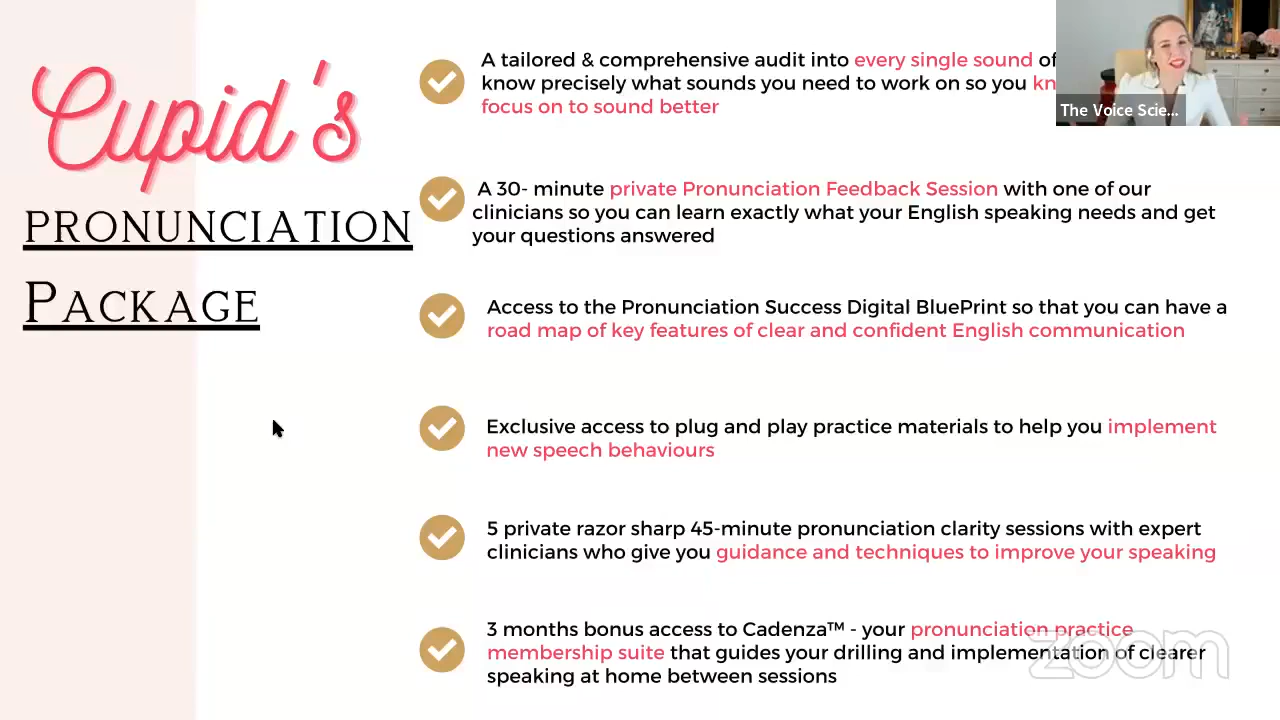 Cupid's
PRONUNCIATION
PACKAGE
A tailored & comprehensive audit into every single sound of
know precisely what sounds you need to work on so you
focus on to sound better
A 30- minute private Pronunciation Feedback Session with one of our
clinicians so you can learn exactly what your English speaking needs and get
your questions answered
Access to the Pronunciation Success Digital BluePrint so that you can have a
road map of key features of clear and confident English communication
Exclusive access to plug and play practice materials to help you implement
new speech behaviours
5 private razor sharp 45-minute pronunciation clarity sessions with expert
clinicians who give you guidance and techniques to improve your speaking
3 months bonus access to Cadenza™ - your pronunciation practice
membership suite that guides your drilling and implementation of clearer
speaking at home between sessions
The Voice Scie...
zoom